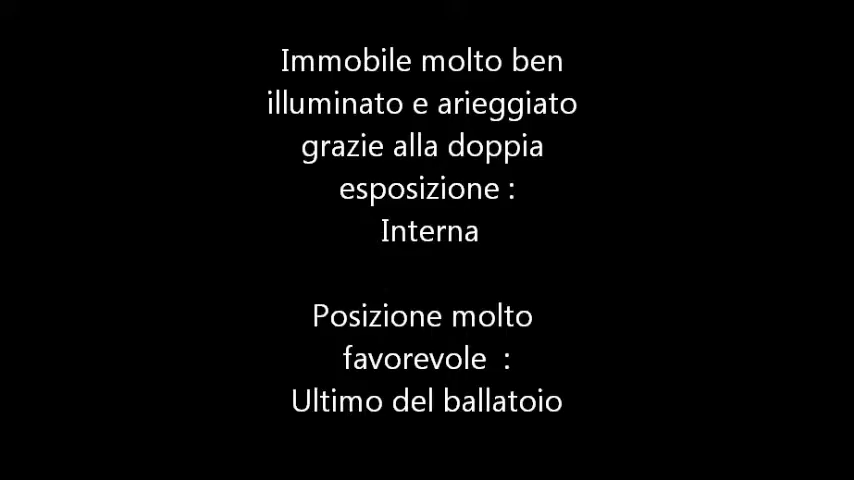 Immobile molto ben
illuminato e arieggiato
grazie alla doppia
esposizione :
Interna
Posizione molto
favorevole  :
Ultimo del ballatoio